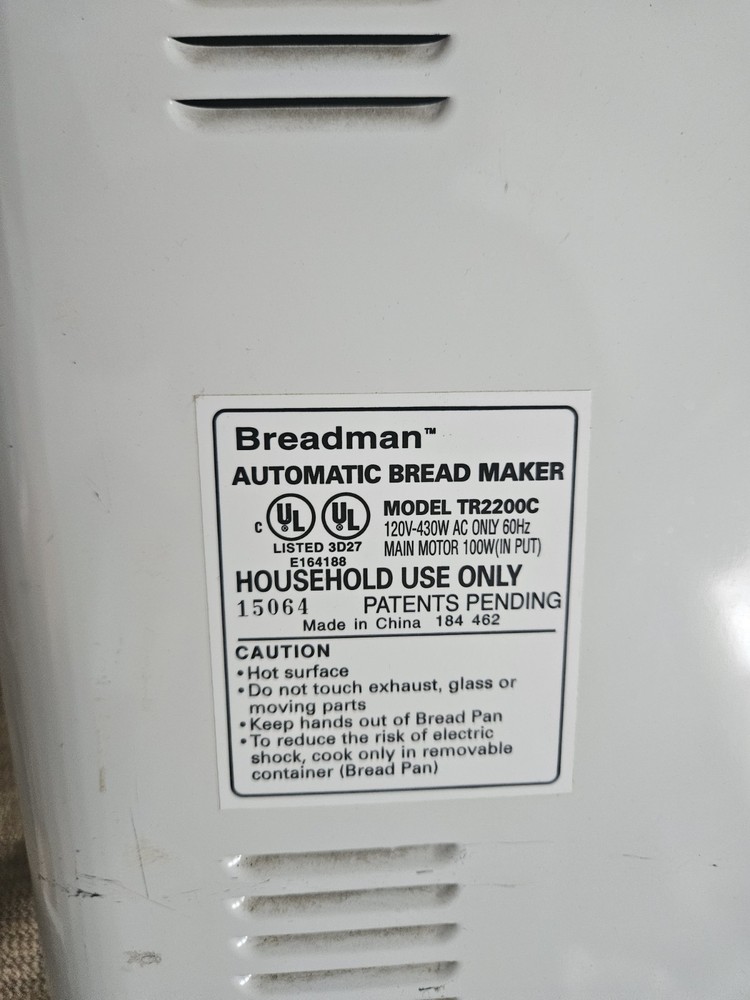 Breadman™
AUTOMATIC BREAD MAKER
C UL UL MODEL TR2200C
120V-430W AC ONLY 60Hz
LISTED 3D27 MAIN MOTOR 100W(IN PUT)
E164188
HOUSEHOLD USE ONLY
15064 PATENTS PENDING
Made in China 184 462
CAUTION
• Hot surface
• Do not touch exhaust, glass or
moving parts
• Keep hands out of Bread Pan
• To reduce the risk of electric
shock, cook only in removable
container (Bread Pan)